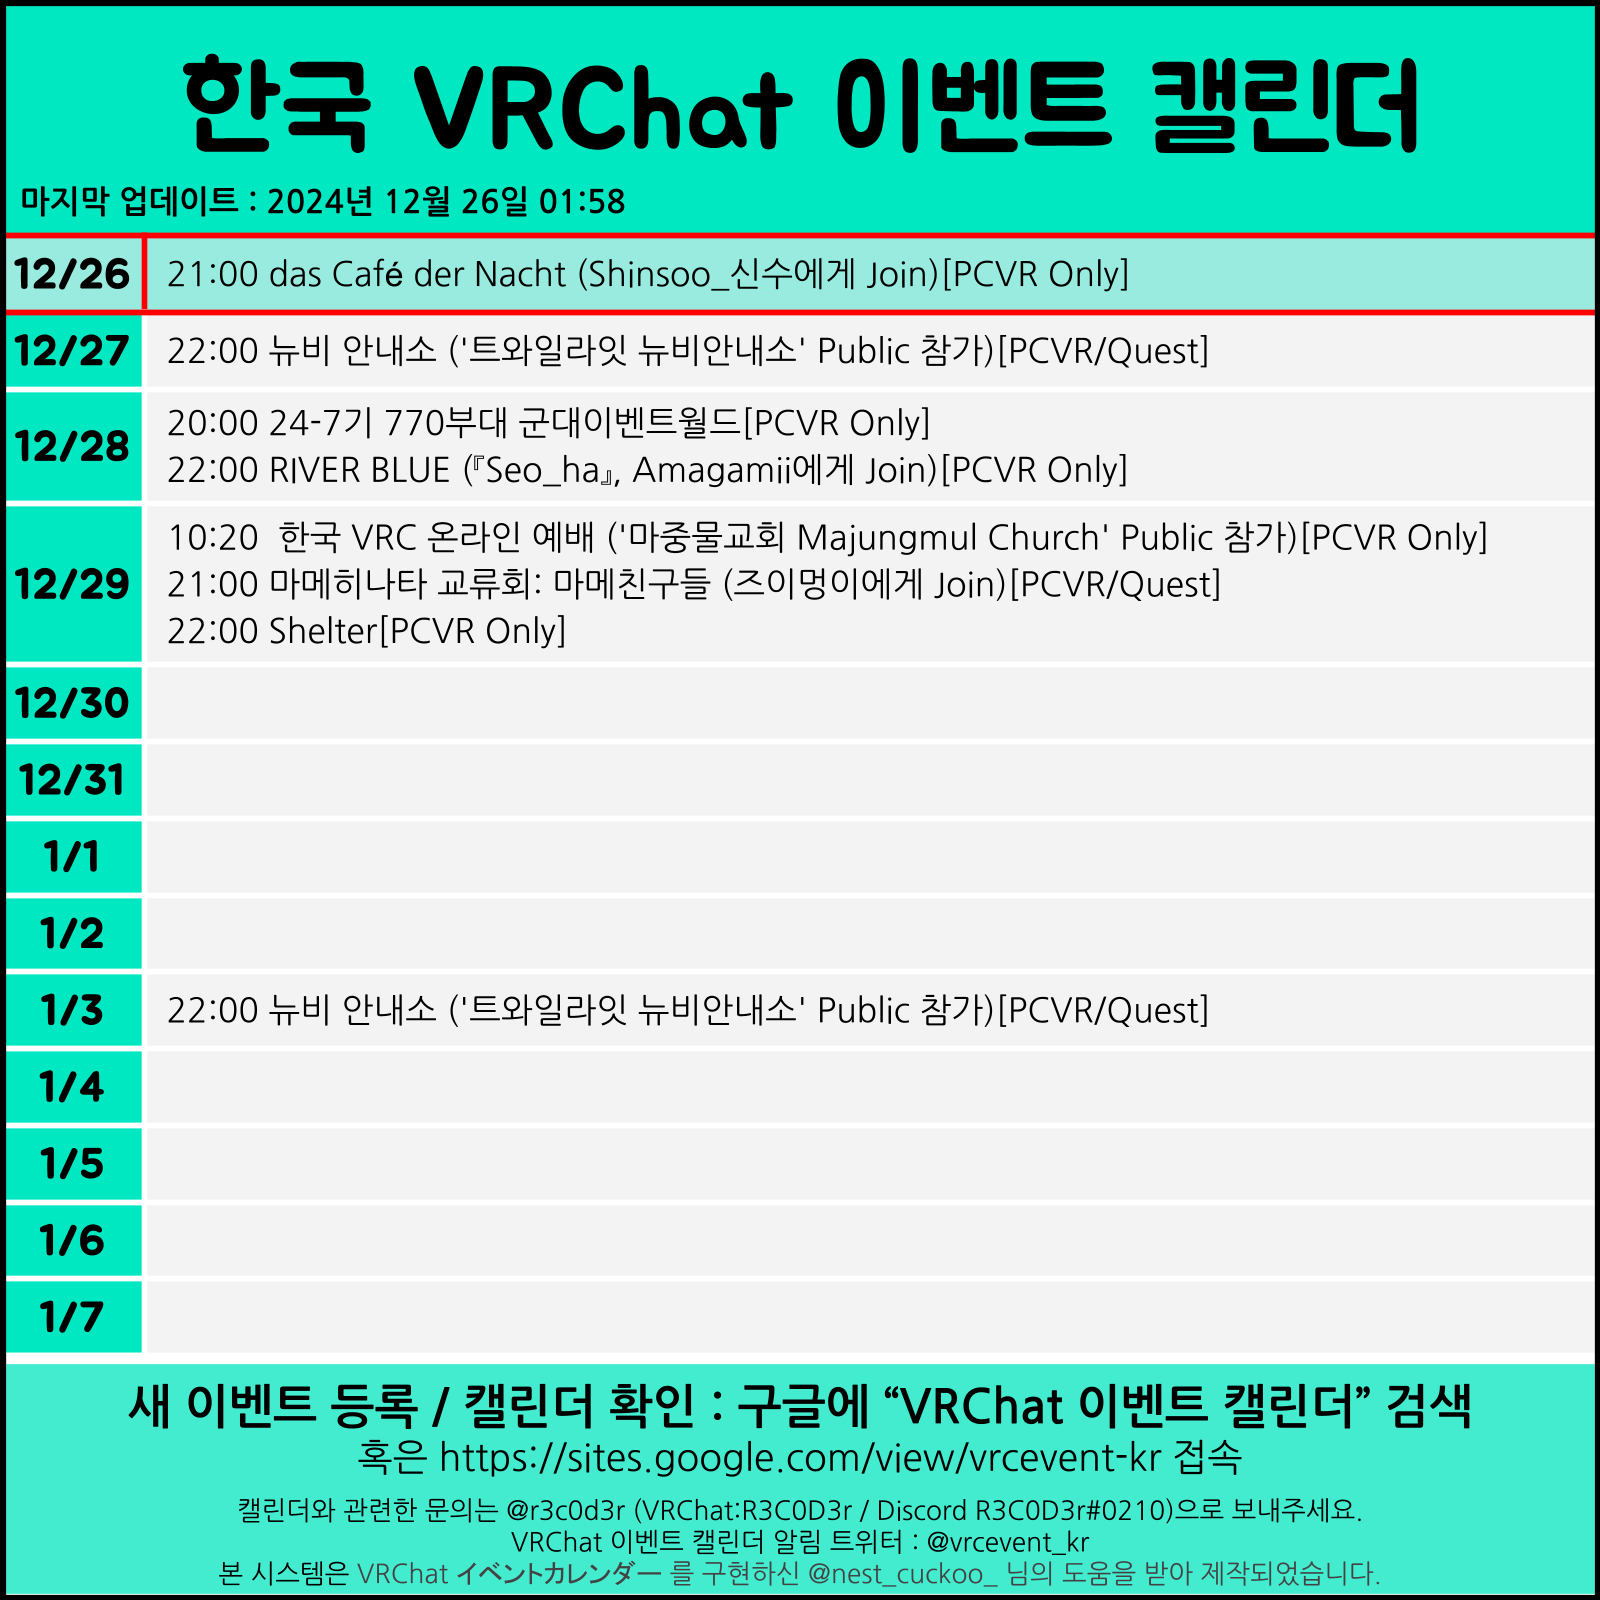 한국 VRChat 이벤트 캘린더
마지막 업데이트 : 2024년 12월 26일 01:58
12/26
21:00 das Café der Nacht (Shinsoo_신수에게 Join)[PCVR Only]
12/27
22:00 뉴비 안내소 ('트와일라잇 뉴비안내소' Public 참가)[PCVR/Quest]
12/28
20:00 24-7기 770부대 군대이벤트월드[PCVR Only]
22:00 RIVER BLUE (『Seo_ha』, Amagamii에게 Join)[PCVR Only]
12/29
10:20  한국 VRC 온라인 예배 ('마중물교회 Majungmul Church' Public 참가)[PCVR Only]
21:00 마메히나타 교류회: 마메친구들 (즈이멍이에게 Join)[PCVR/Quest]
22:00 Shelter[PCVR Only]
12/30
12/31
1/1
1/2
1/3
22:00 뉴비 안내소 ('트와일라잇 뉴비안내소' Public 참가)[PCVR/Quest]
1/4
1/5
1/6
1/7
새 이벤트 등록 / 캘린더 확인 : 구글에 “VRChat 이벤트 캘린더” 검색
혹은 https://sites.google.com/view/vrcevent-kr 접속
캘린더와 관련한 문의는 @r3c0d3r (VRChat:R3C0D3r / Discord R3C0D3r#0210)으로 보내주세요.
VRChat 이벤트 캘린더 알림 트위터 : @vrcevent_kr
본 시스템은 VRChat イベントカレンダー 를 구현하신 @nest_cuckoo_ 님의 도움을 받아 제작되었습니다.